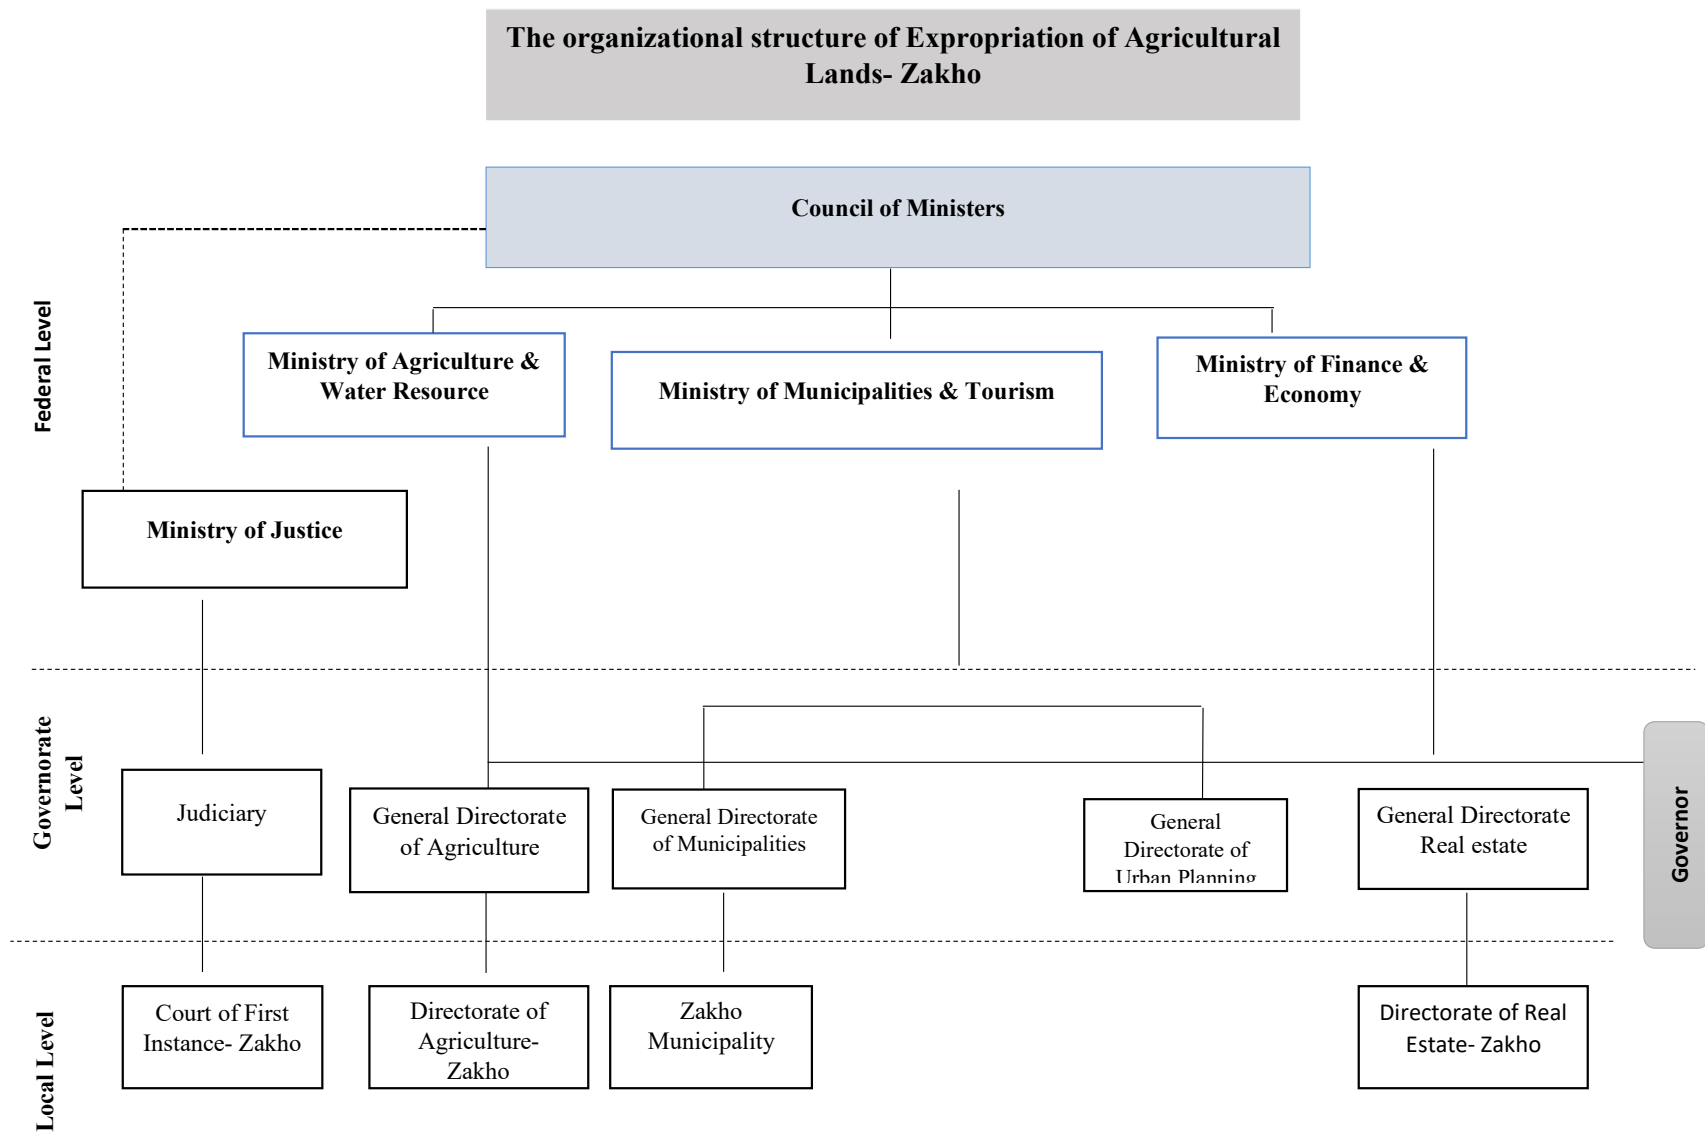 The organizational structure of Expropriation of Agricultural
Lands- Zakho
Council of Ministers
Federal Level
Ministry of Agriculture &
Water Resource
Ministry of Municipalities & Tourism
Ministry of Finance &
Economy
Ministry of Justice
Governorate
Level
Judiciary
General Directorate
of Agriculture
General Directorate
of Municipalities
General
Directorate of
Urban Planning
General Directorate
Real estate
Governor
Local Level
Court of First
Instance- Zakho
Directorate of
Agriculture-
Zakho
Zakho
Municipality
Directorate of Real
Estate- Zakho